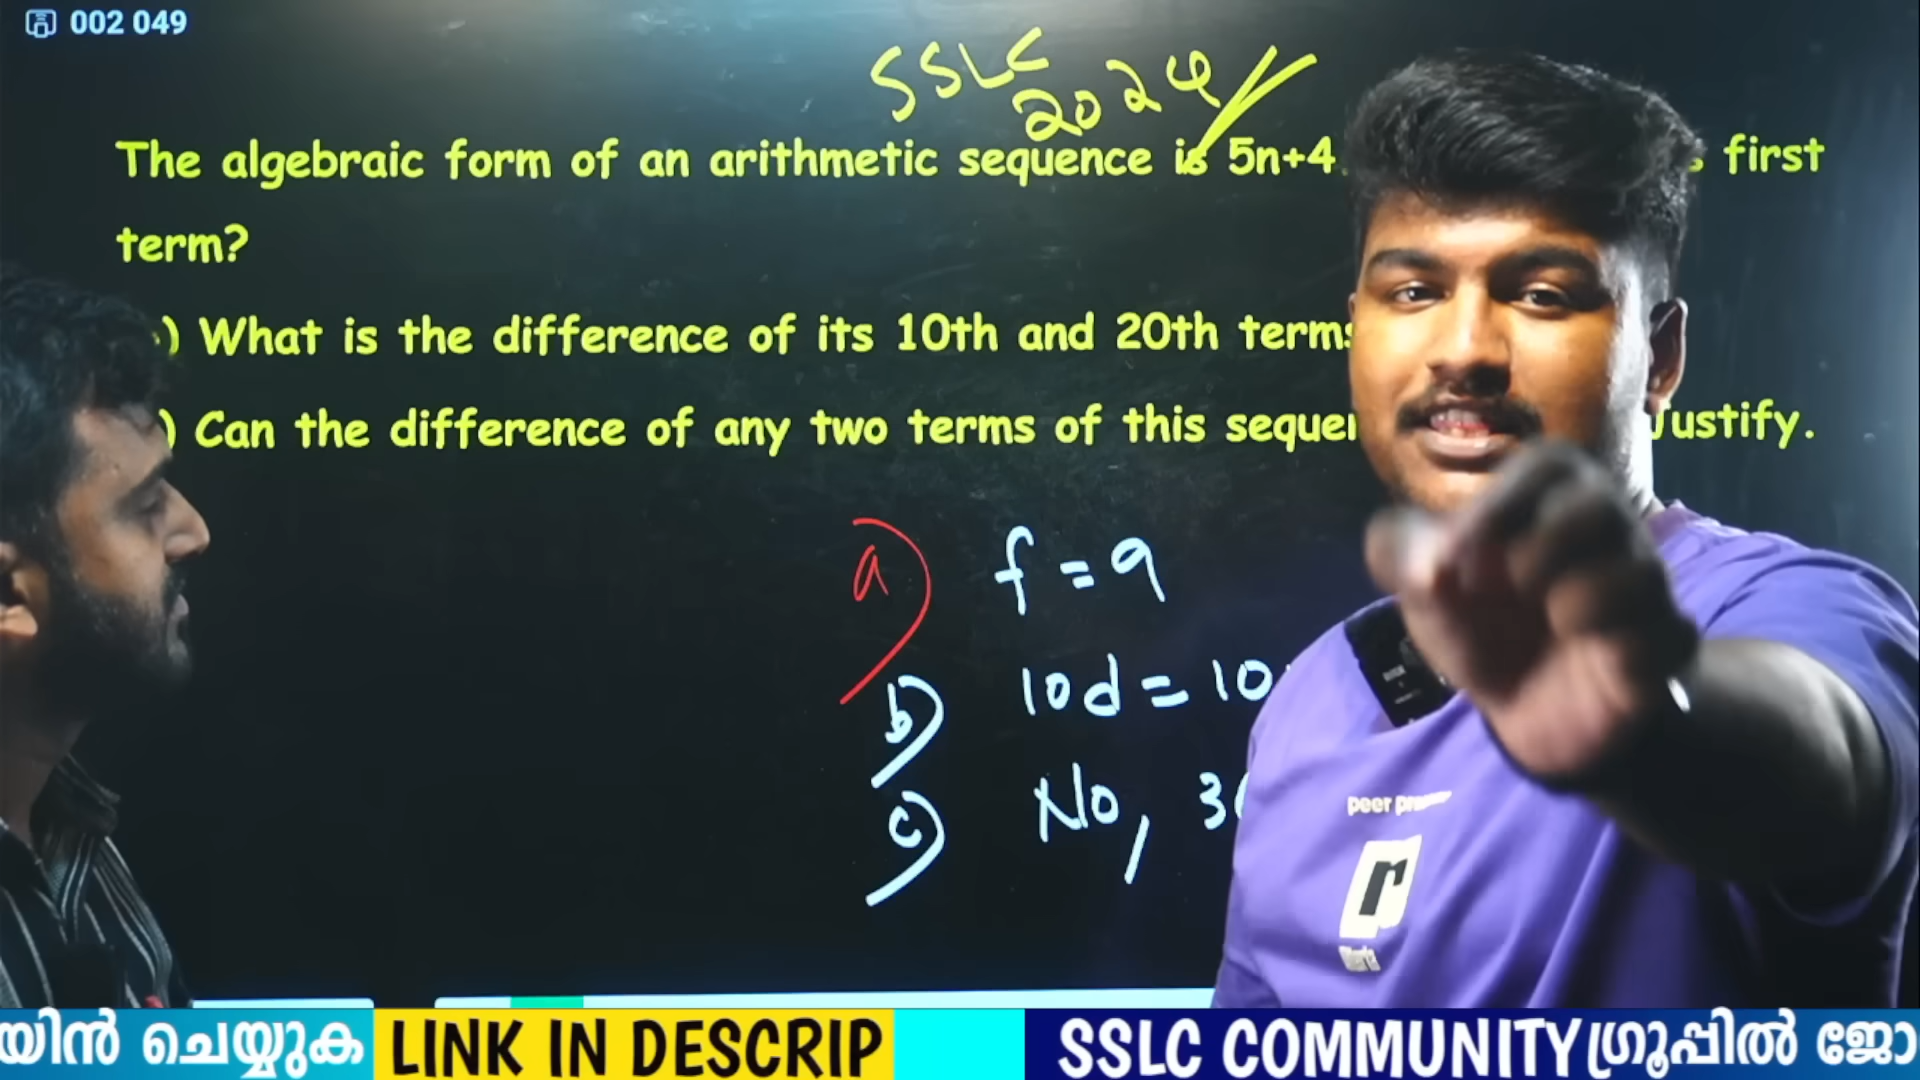 002 049
SSLC
2024
The algebraic form of an arithmetic sequence is 5n+4. first
term?
) What is the difference of its 10th and 20th terms
) Can the difference of any two terms of this sequen Justify.
a) f = 9
b) 10d = 10
c) No, 3
peer
r
യിൻ ചെയ്യുക LINK IN DESCRIP SSLC COMMUNITY ഗ്രൂപ്പിൽ ജോ